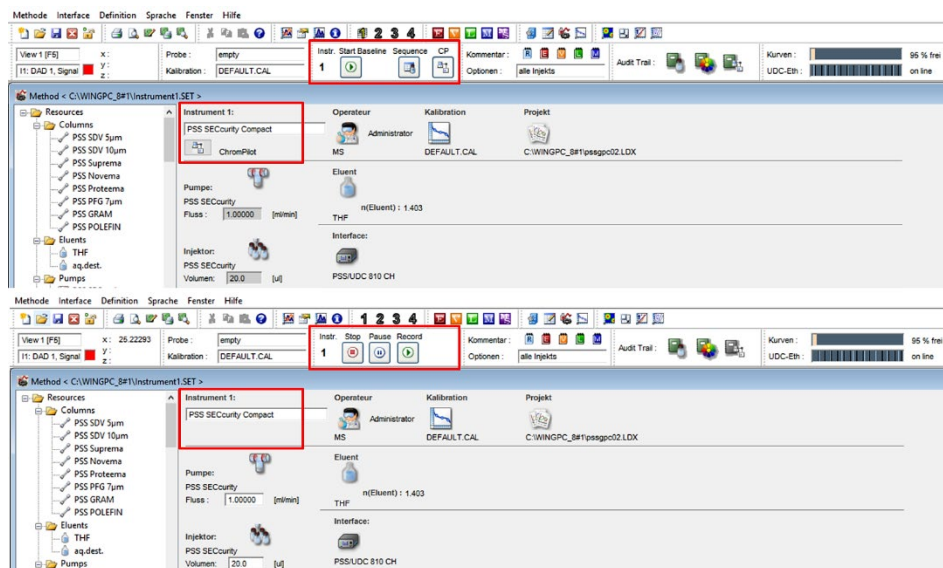 Methode Interface Definition Sprache Fenster Hilfe
1 2 3 4
View 1 [F5] x : Probe : empty Instr. Start Baseline Sequence CP Kommentar : R E G L M Audit Trail : Kurven : 95 % frei
I1: DAD 1, Signal y : z : Kalibration : DEFAULT.CAL 1 Optionen : alle Injekts UDC-Eth : on line
Method < C:\WINGPC_8#1\Instrument1.SET >
Resources Instrument 1: Operateur Kalibration Projekt
Columns
PSS SDV 5µm PSS SECcurity Compact Administrator
PSS SDV 10µm ChromPilot MS DEFAULT.CAL C:\WINGPC_8#1\pssgpc02.LDX
PSS Suprema
PSS Novema Eluent
PSS Proteema Pumpe:
PSS PFG 7µm PSS SECcurity n(Eluent) : 1.403
PSS GRAM Fluss : 1.00000 [ml/min] THF
PSS POLEFIN
Eluents Interface:
THF Injektor:
aq.dest. PSS SECcurity
Pumps Volumen: 20.0 [ul] PSS/UDC 810 CH
Methode Interface Definition Sprache Fenster Hilfe
1 2 3 4
View 1 [F5] x : 26.22293 Probe : empty Instr. Stop Pause Record Kommentar : R E G L M Audit Trail : Kurven : 95 % frei
I1: DAD 1, Signal y : z : Kalibration : DEFAULT.CAL 1 Optionen : alle Injekts UDC-Eth : on line
Method < C:\WINGPC_8#1\Instrument1.SET >
Resources Instrument 1: Operateur Kalibration Projekt
Columns
PSS SDV 5µm PSS SECcurity Compact Administrator
PSS SDV 10µm MS DEFAULT.CAL C:\WINGPC_8#1\pssgpc02.LDX
PSS Suprema
PSS Novema Eluent
PSS Proteema Pumpe:
PSS PFG 7µm PSS SECcurity n(Eluent) : 1.403
PSS GRAM Fluss : 1.00000 [ml/min] THF
PSS POLEFIN
Eluents Interface:
THF Injektor:
aq.dest. PSS SECcurity
Pumps Volumen: 20.0 [ul] PSS/UDC 810 CH